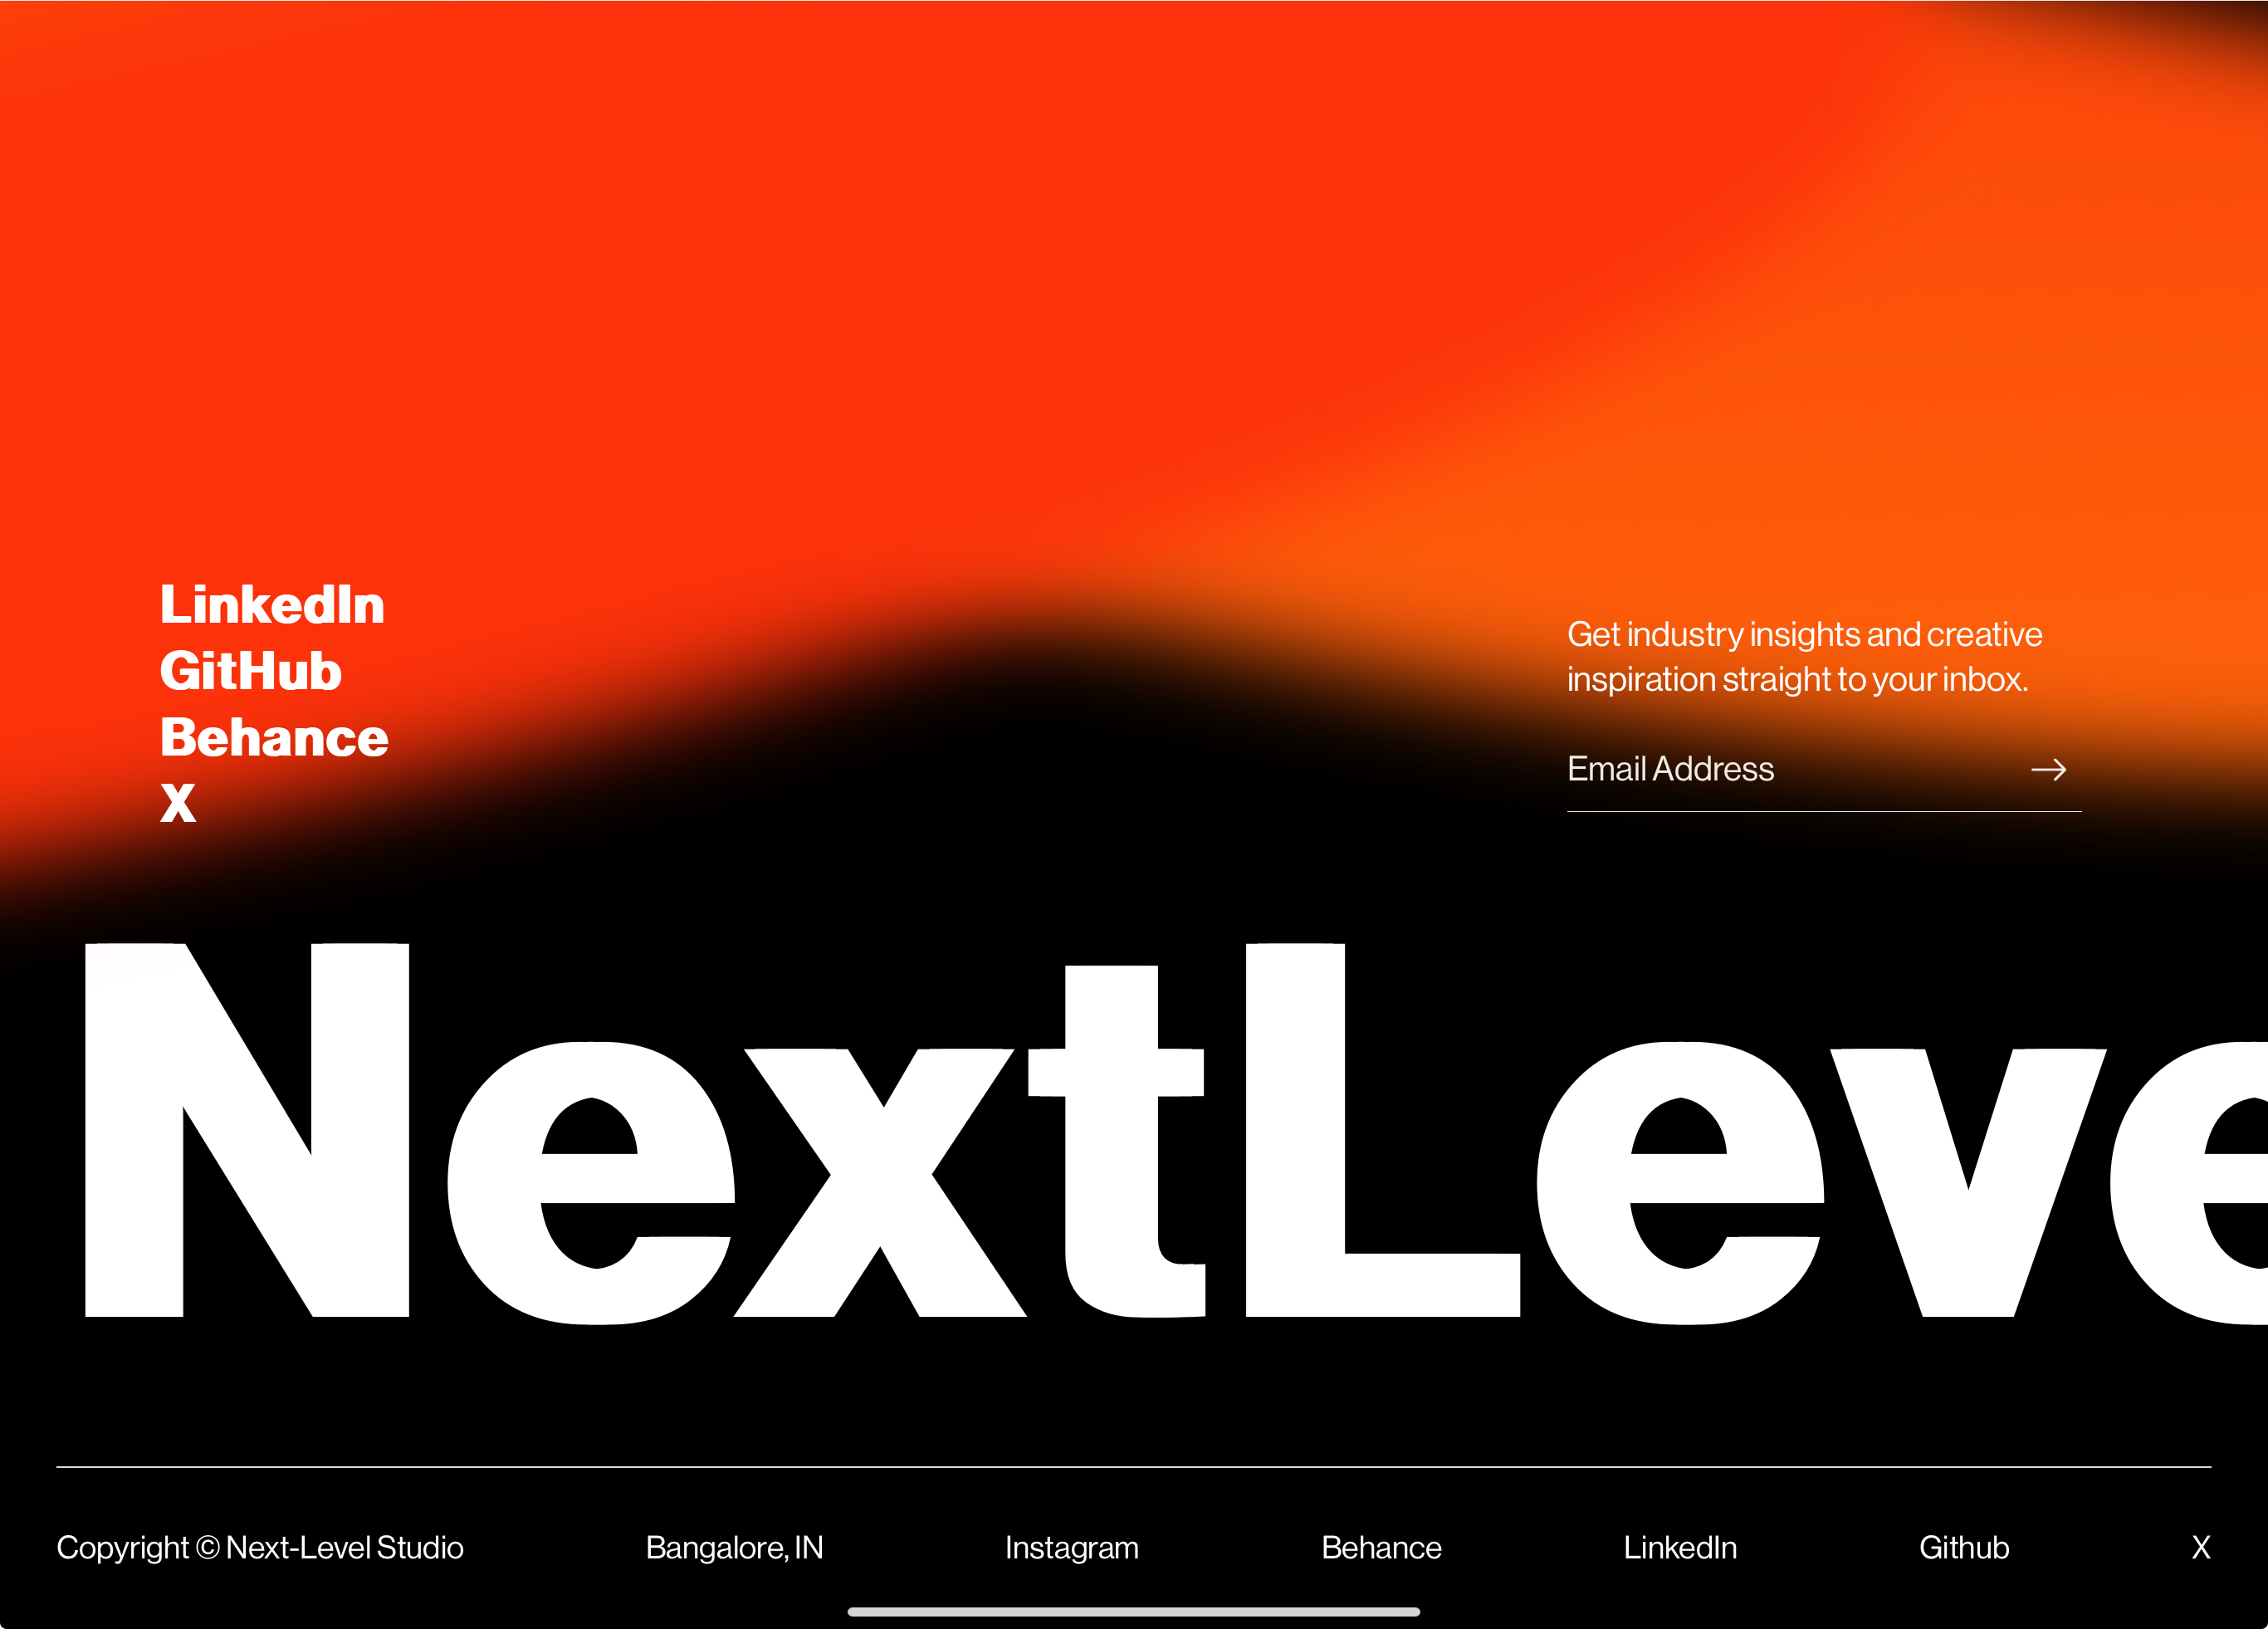 LinkedIn
GitHub
Behance
X
Get industry insights and creative
inspiration straight to your inbox.
Email Address
NextLeve
Copyright © Next-Level Studio
Bangalore, IN
Instagram
Behance
LinkedIn
Github
X